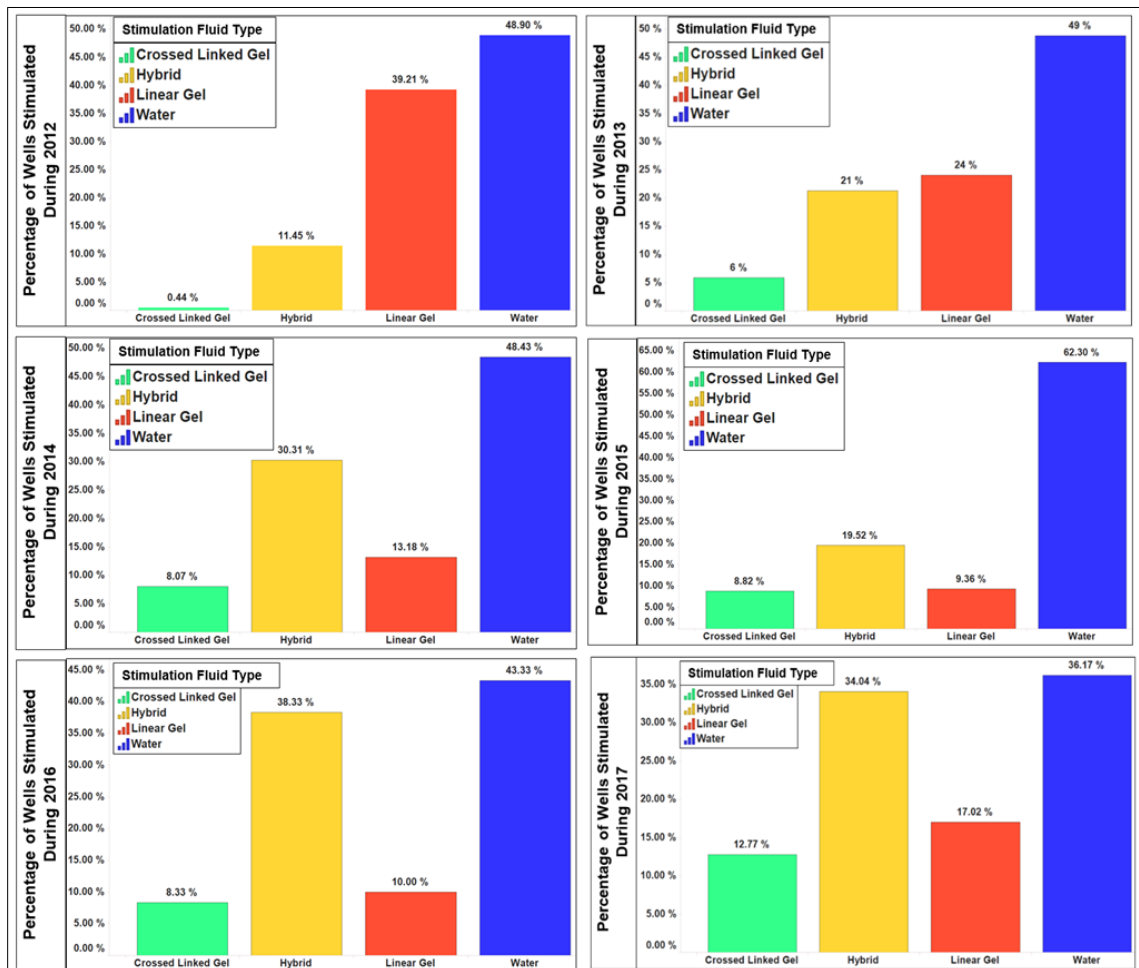 Percentage of Wells Stimulated
During 2012
50.00 %
45.00 %
40.00 %
35.00 %
30.00 %
25.00 %
20.00 %
15.00 %
10.00 %
5.00 %
0.00 %
Stimulation Fluid Type
Crossed Linked Gel
Hybrid
Linear Gel
Water
0.44 %
11.45 %
39.21 %
48.90 %
Crossed Linked Gel
Hybrid
Linear Gel
Water
Percentage of Wells Stimulated
During 2013
50 %
45 %
40 %
35 %
30 %
25 %
20 %
15 %
10 %
5 %
0 %
Stimulation Fluid Type
Crossed Linked Gel
Hybrid
Linear Gel
Water
6 %
21 %
24 %
49 %
Crossed Linked Gel
Hybrid
Linear Gel
Water
Percentage of Wells Stimulated
During 2014
50.00 %
45.00 %
40.00 %
35.00 %
30.00 %
25.00 %
20.00 %
15.00 %
10.00 %
5.00 %
0.00 %
Stimulation Fluid Type
Crossed Linked Gel
Hybrid
Linear Gel
Water
8.07 %
30.31 %
13.18 %
48.43 %
Crossed Linked Gel
Hybrid
Linear Gel
Water
Percentage of Wells Stimulated
During 2015
65.00 %
60.00 %
55.00 %
50.00 %
45.00 %
40.00 %
35.00 %
30.00 %
25.00 %
20.00 %
15.00 %
10.00 %
5.00 %
0.00 %
Stimulation Fluid Type
Crossed Linked Gel
Hybrid
Linear Gel
Water
8.82 %
19.52 %
9.36 %
62.30 %
Crossed Linked Gel
Hybrid
Linear Gel
Water
Percentage of Wells Stimulated
During 2016
45.00 %
40.00 %
35.00 %
30.00 %
25.00 %
20.00 %
15.00 %
10.00 %
5.00 %
0.00 %
Stimulation Fluid Type
Crossed Linked Gel
Hybrid
Linear Gel
Water
8.33 %
38.33 %
10.00 %
43.33 %
Crossed Linked Gel
Hybrid
Linear Gel
Water
Percentage of Wells Stimulated
During 2017
35.00 %
30.00 %
25.00 %
20.00 %
15.00 %
10.00 %
5.00 %
0.00 %
Stimulation Fluid Type
Crossed Linked Gel
Hybrid
Linear Gel
Water
12.77 %
34.04 %
17.02 %
36.17 %
Crossed Linked Gel
Hybrid
Linear Gel
Water